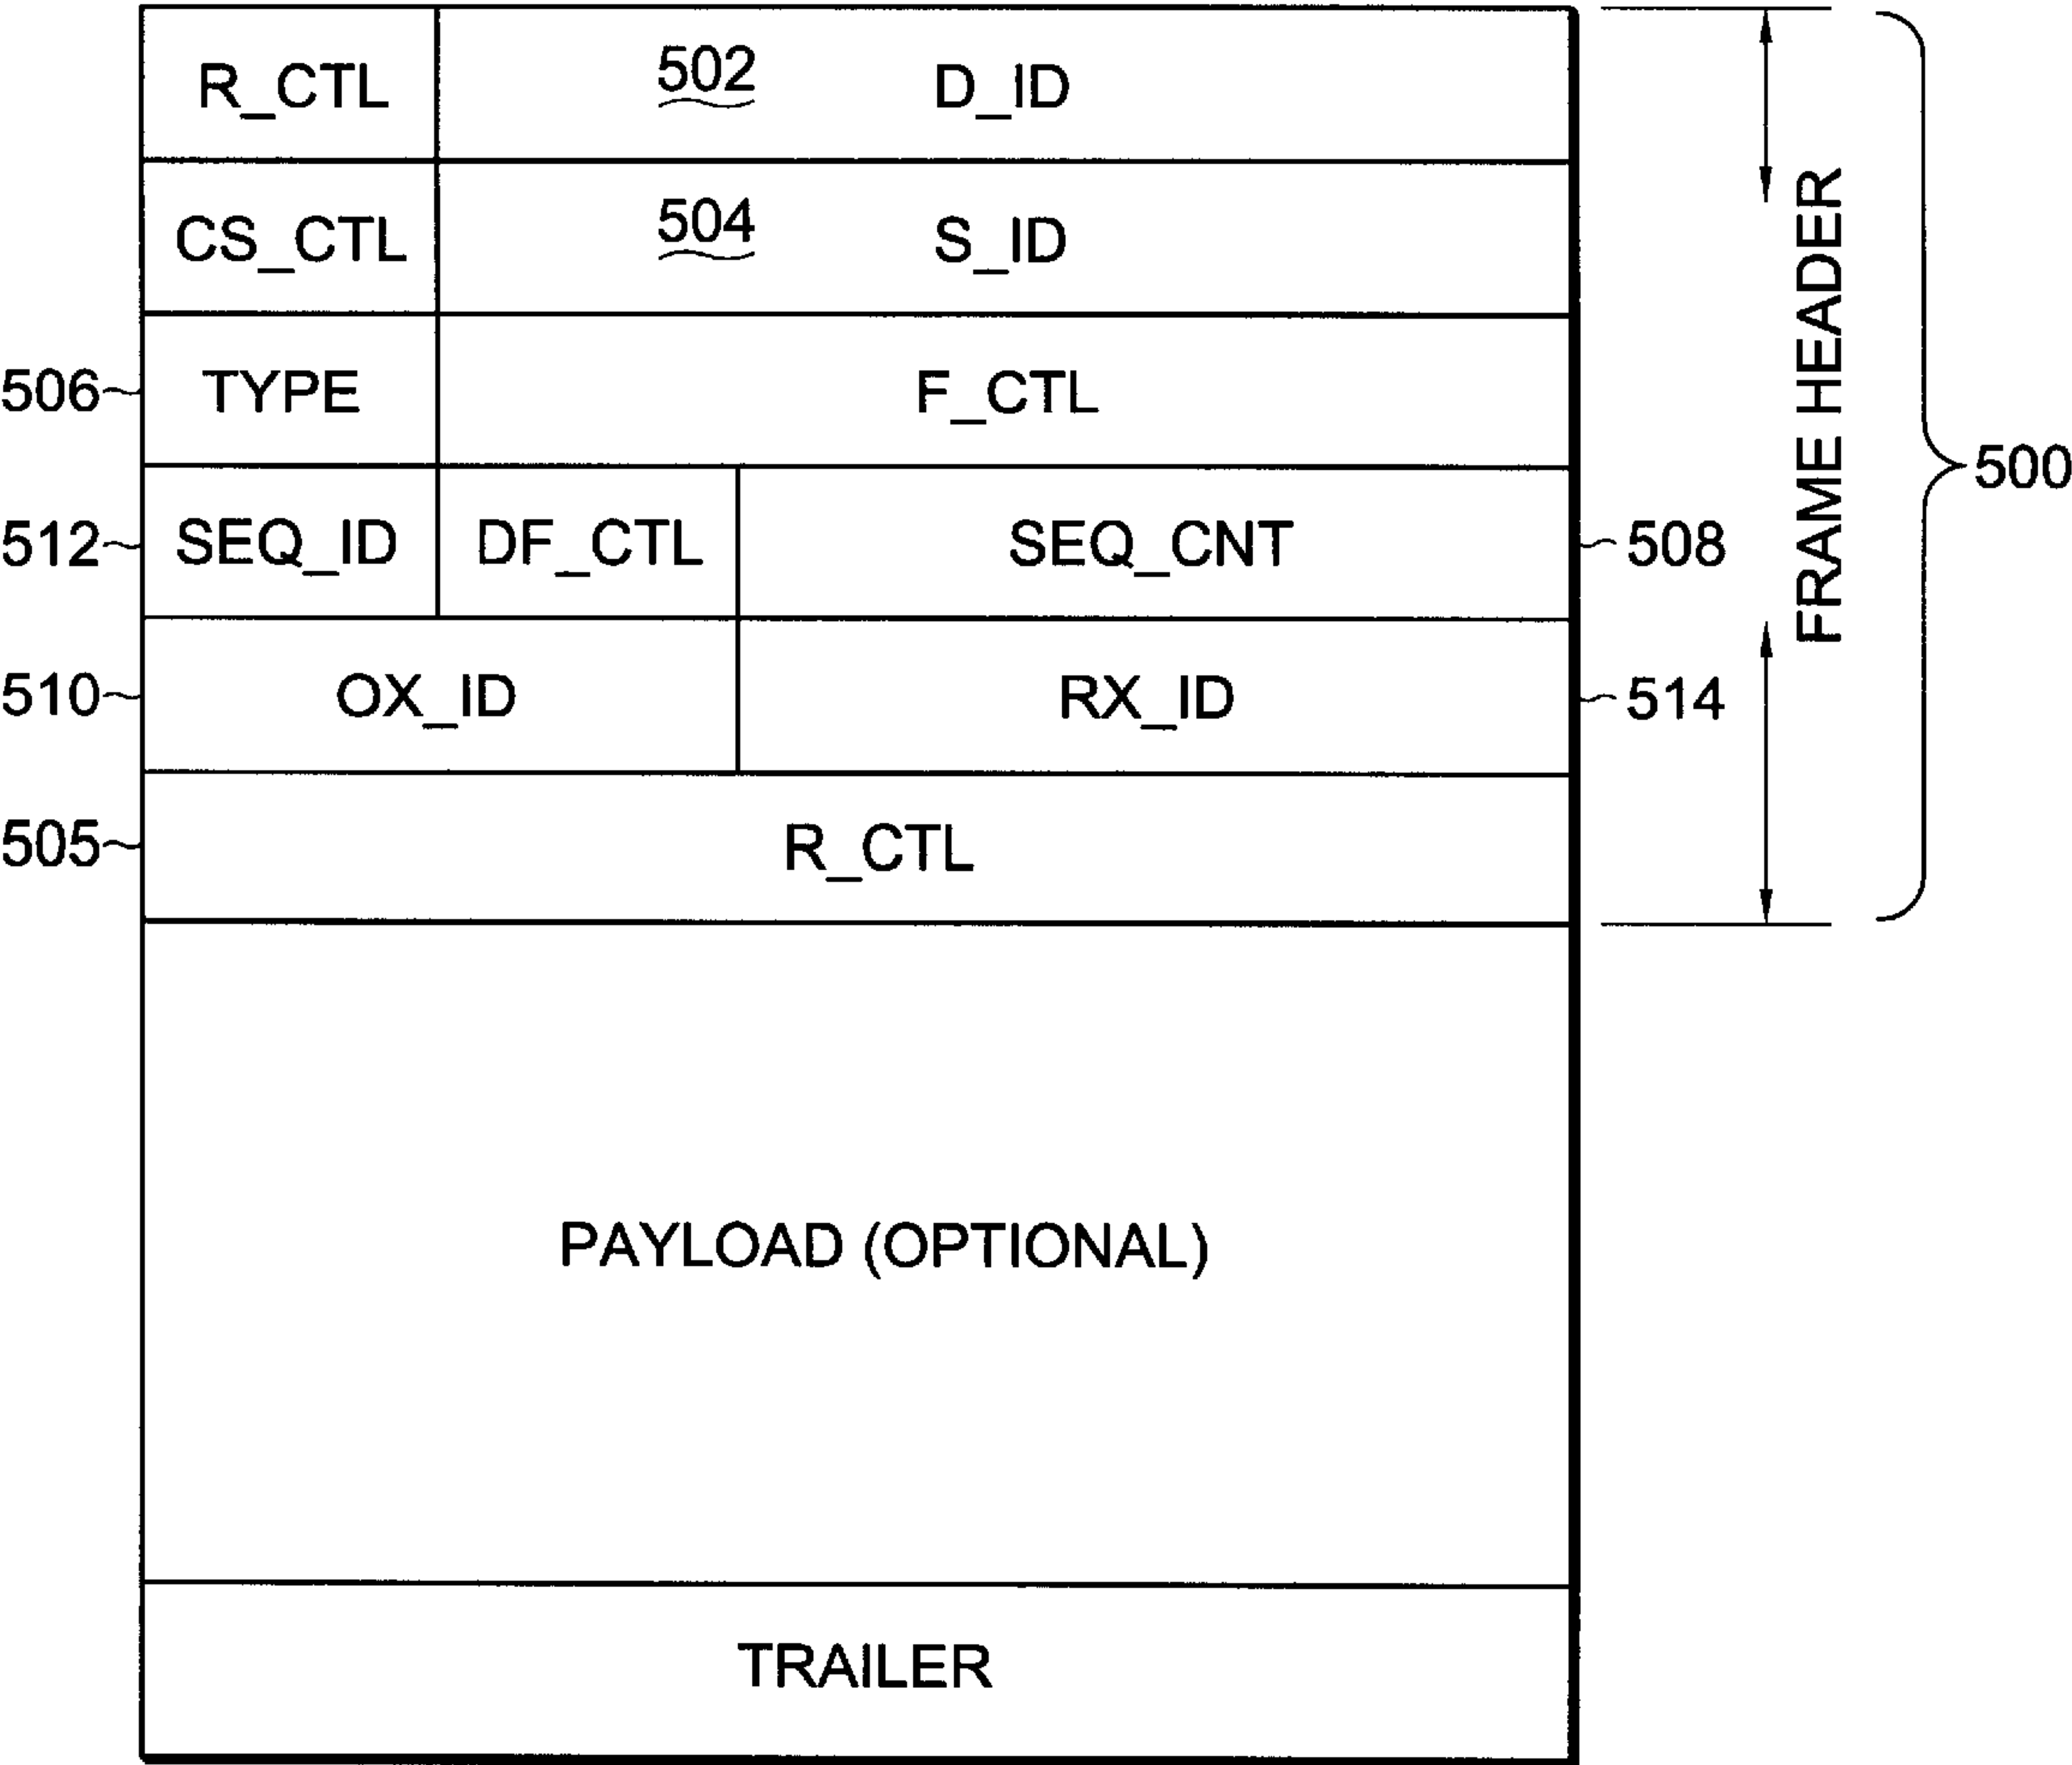 R_CTL 502 D_ID
CS_CTL 504 S_ID
506 TYPE F_CTL
512 SEQ_ID DF_CTL SEQ_CNT 508
510 OX_ID RX_ID 514
505 R_CTL
FRAME HEADER
500
PAYLOAD (OPTIONAL)
TRAILER